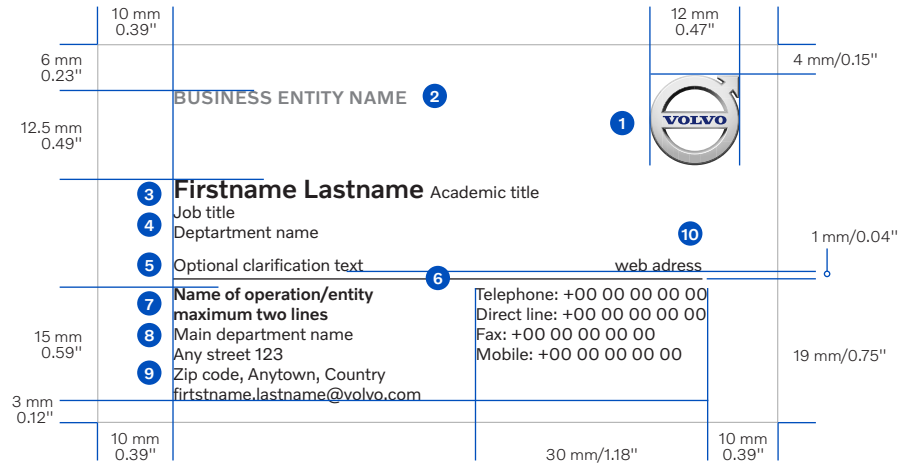 10 mm
0.39"
12 mm
0.47"
6 mm
0.23"
4 mm/0.15"
BUSINESS ENTITY NAME 2
1
VOLVO
12.5 mm
0.49"
3 Firstname Lastname Academic title
Job title
4
Deptartment name
10
1 mm/0.04"
5 Optional clarification text
web adress
6
7
Name of operation/entity
maximum two lines
8 Main department name
Any street 123
9 Zip code, Anytown, Country
firtstname.lastname@volvo.com
Telephone: +00 00 00 00 00
Direct line: +00 00 00 00 00
Fax: +00 00 00 00 00
Mobile: +00 00 00 00 00
15 mm
0.59"
19 mm/0.75"
3 mm
0.12"
10 mm
0.39"
30 mm/1.18"
10 mm
0.39"